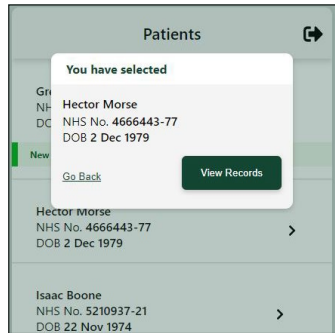 Patients
You have selected
Hector Morse
NHS No. 4666443-77
DOB 2 Dec 1979
Go Back
View Records
New
Hector Morse
NHS No. 4666443-77
DOB 2 Dec 1979
Isaac Boone
NHS No. 5210937-21
DOB 22 Nov 1974